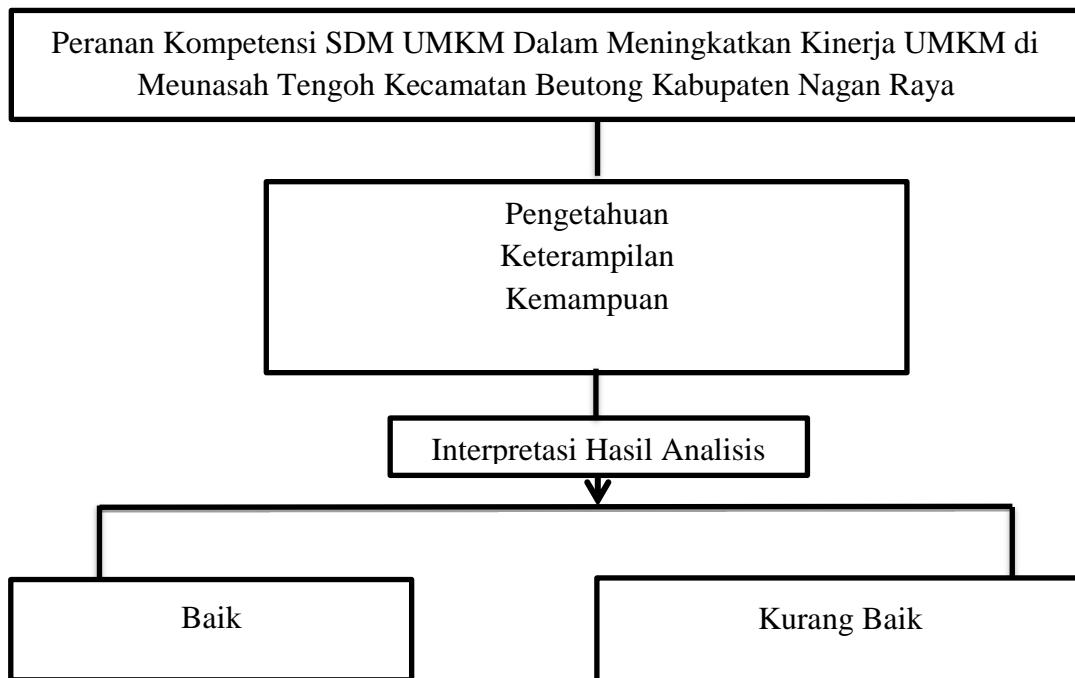 Peranan Kompetensi SDM UMKM Dalam Meningkatkan Kinerja UMKM di
Meunasah Tengoh Kecamatan Beutong Kabupaten Nagan Raya
Pengetahuan
Keterampilan
Kemampuan
Interpretasi Hasil Analisis
Baik
Kurang Baik